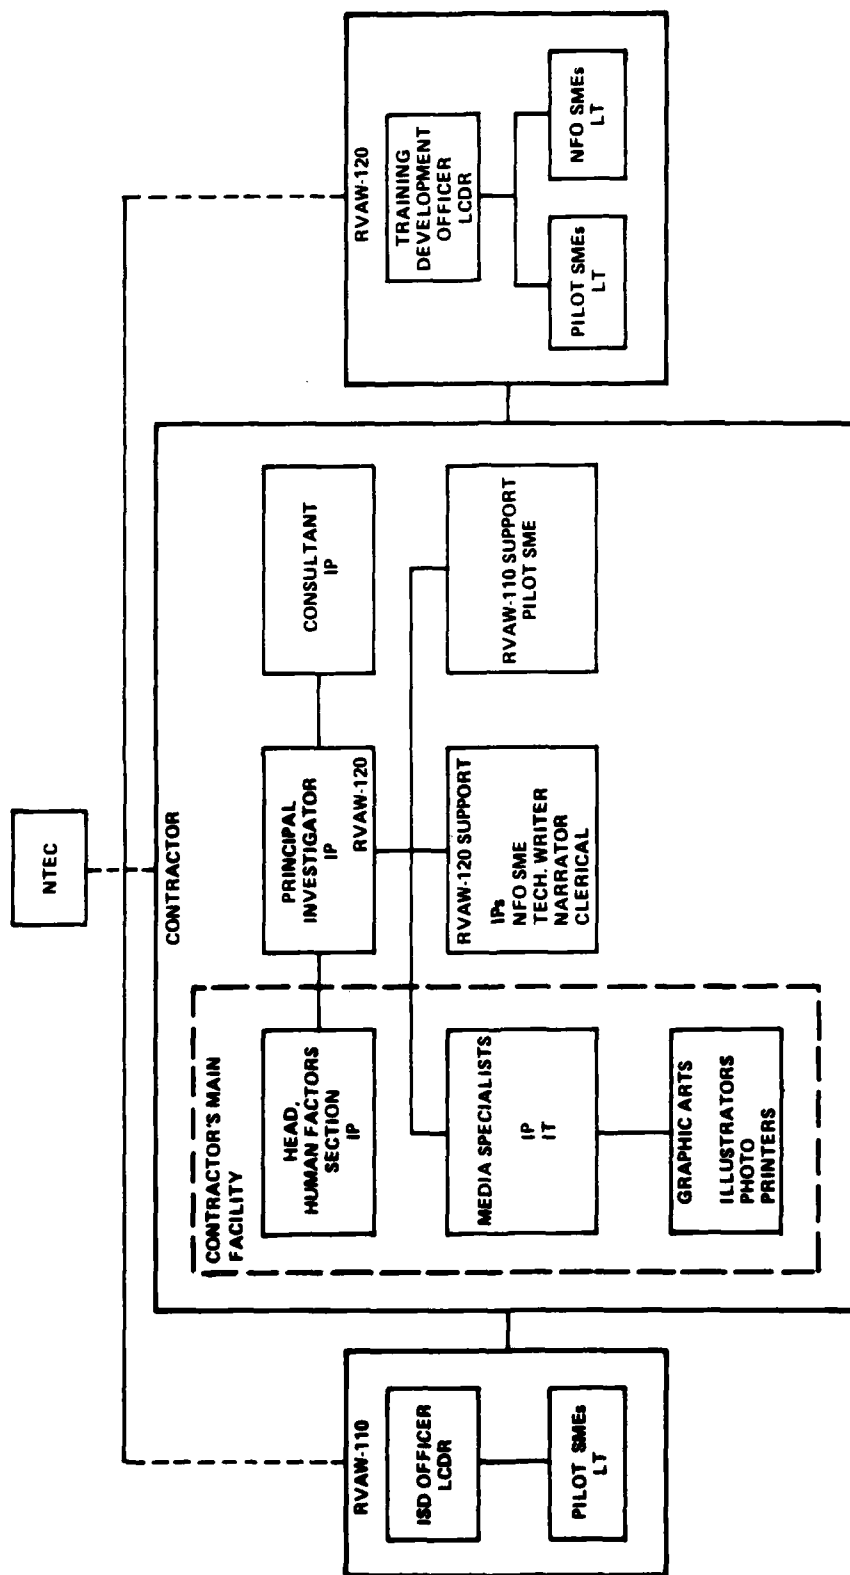 NTEC
CONTRACTOR
RVAW-110
ISD OFFICER
LCDR
PILOT SMEs
LT
CONTRACTOR'S MAIN
FACILITY
HEAD,
HUMAN FACTORS
SECTION
IP
PRINCIPAL
INVESTIGATOR
IP
RVAW-120
CONSULTANT
IP
MEDIA SPECIALISTS
IP
IT
RVAW-120 SUPPORT
IPs
NFO SME
TECH. WRITER
NARRATOR
CLERICAL
RVAW-110 SUPPORT
PILOT SME
GRAPHIC ARTS
ILLUSTRATORS
PHOTO
PRINTERS
RVAW-120
TRAINING
DEVELOPMENT
OFFICER
LCDR
PILOT SMEs
LT
NFO SMEs
LT